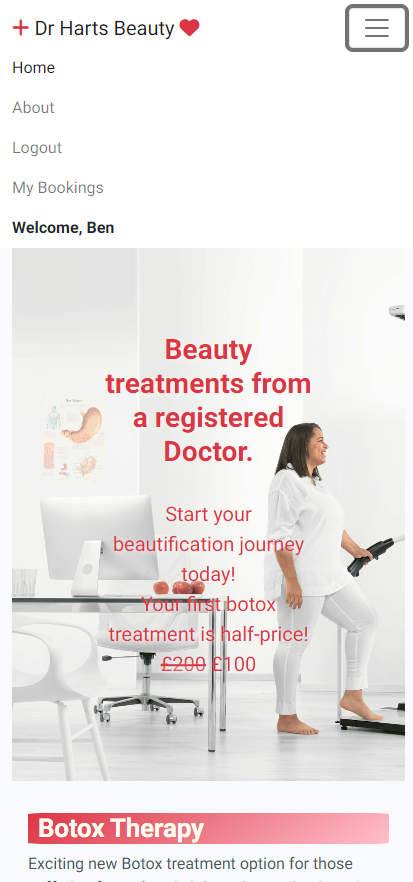 Dr Harts Beauty
Home
About
Logout
My Bookings
Welcome, Ben
Beauty
treatments from
a registered
Doctor.
Start your
beautification journey
today!
Your first botox
treatment is half-price!
£200 £100
Botox Therapy
Exciting new Botox treatment option for those